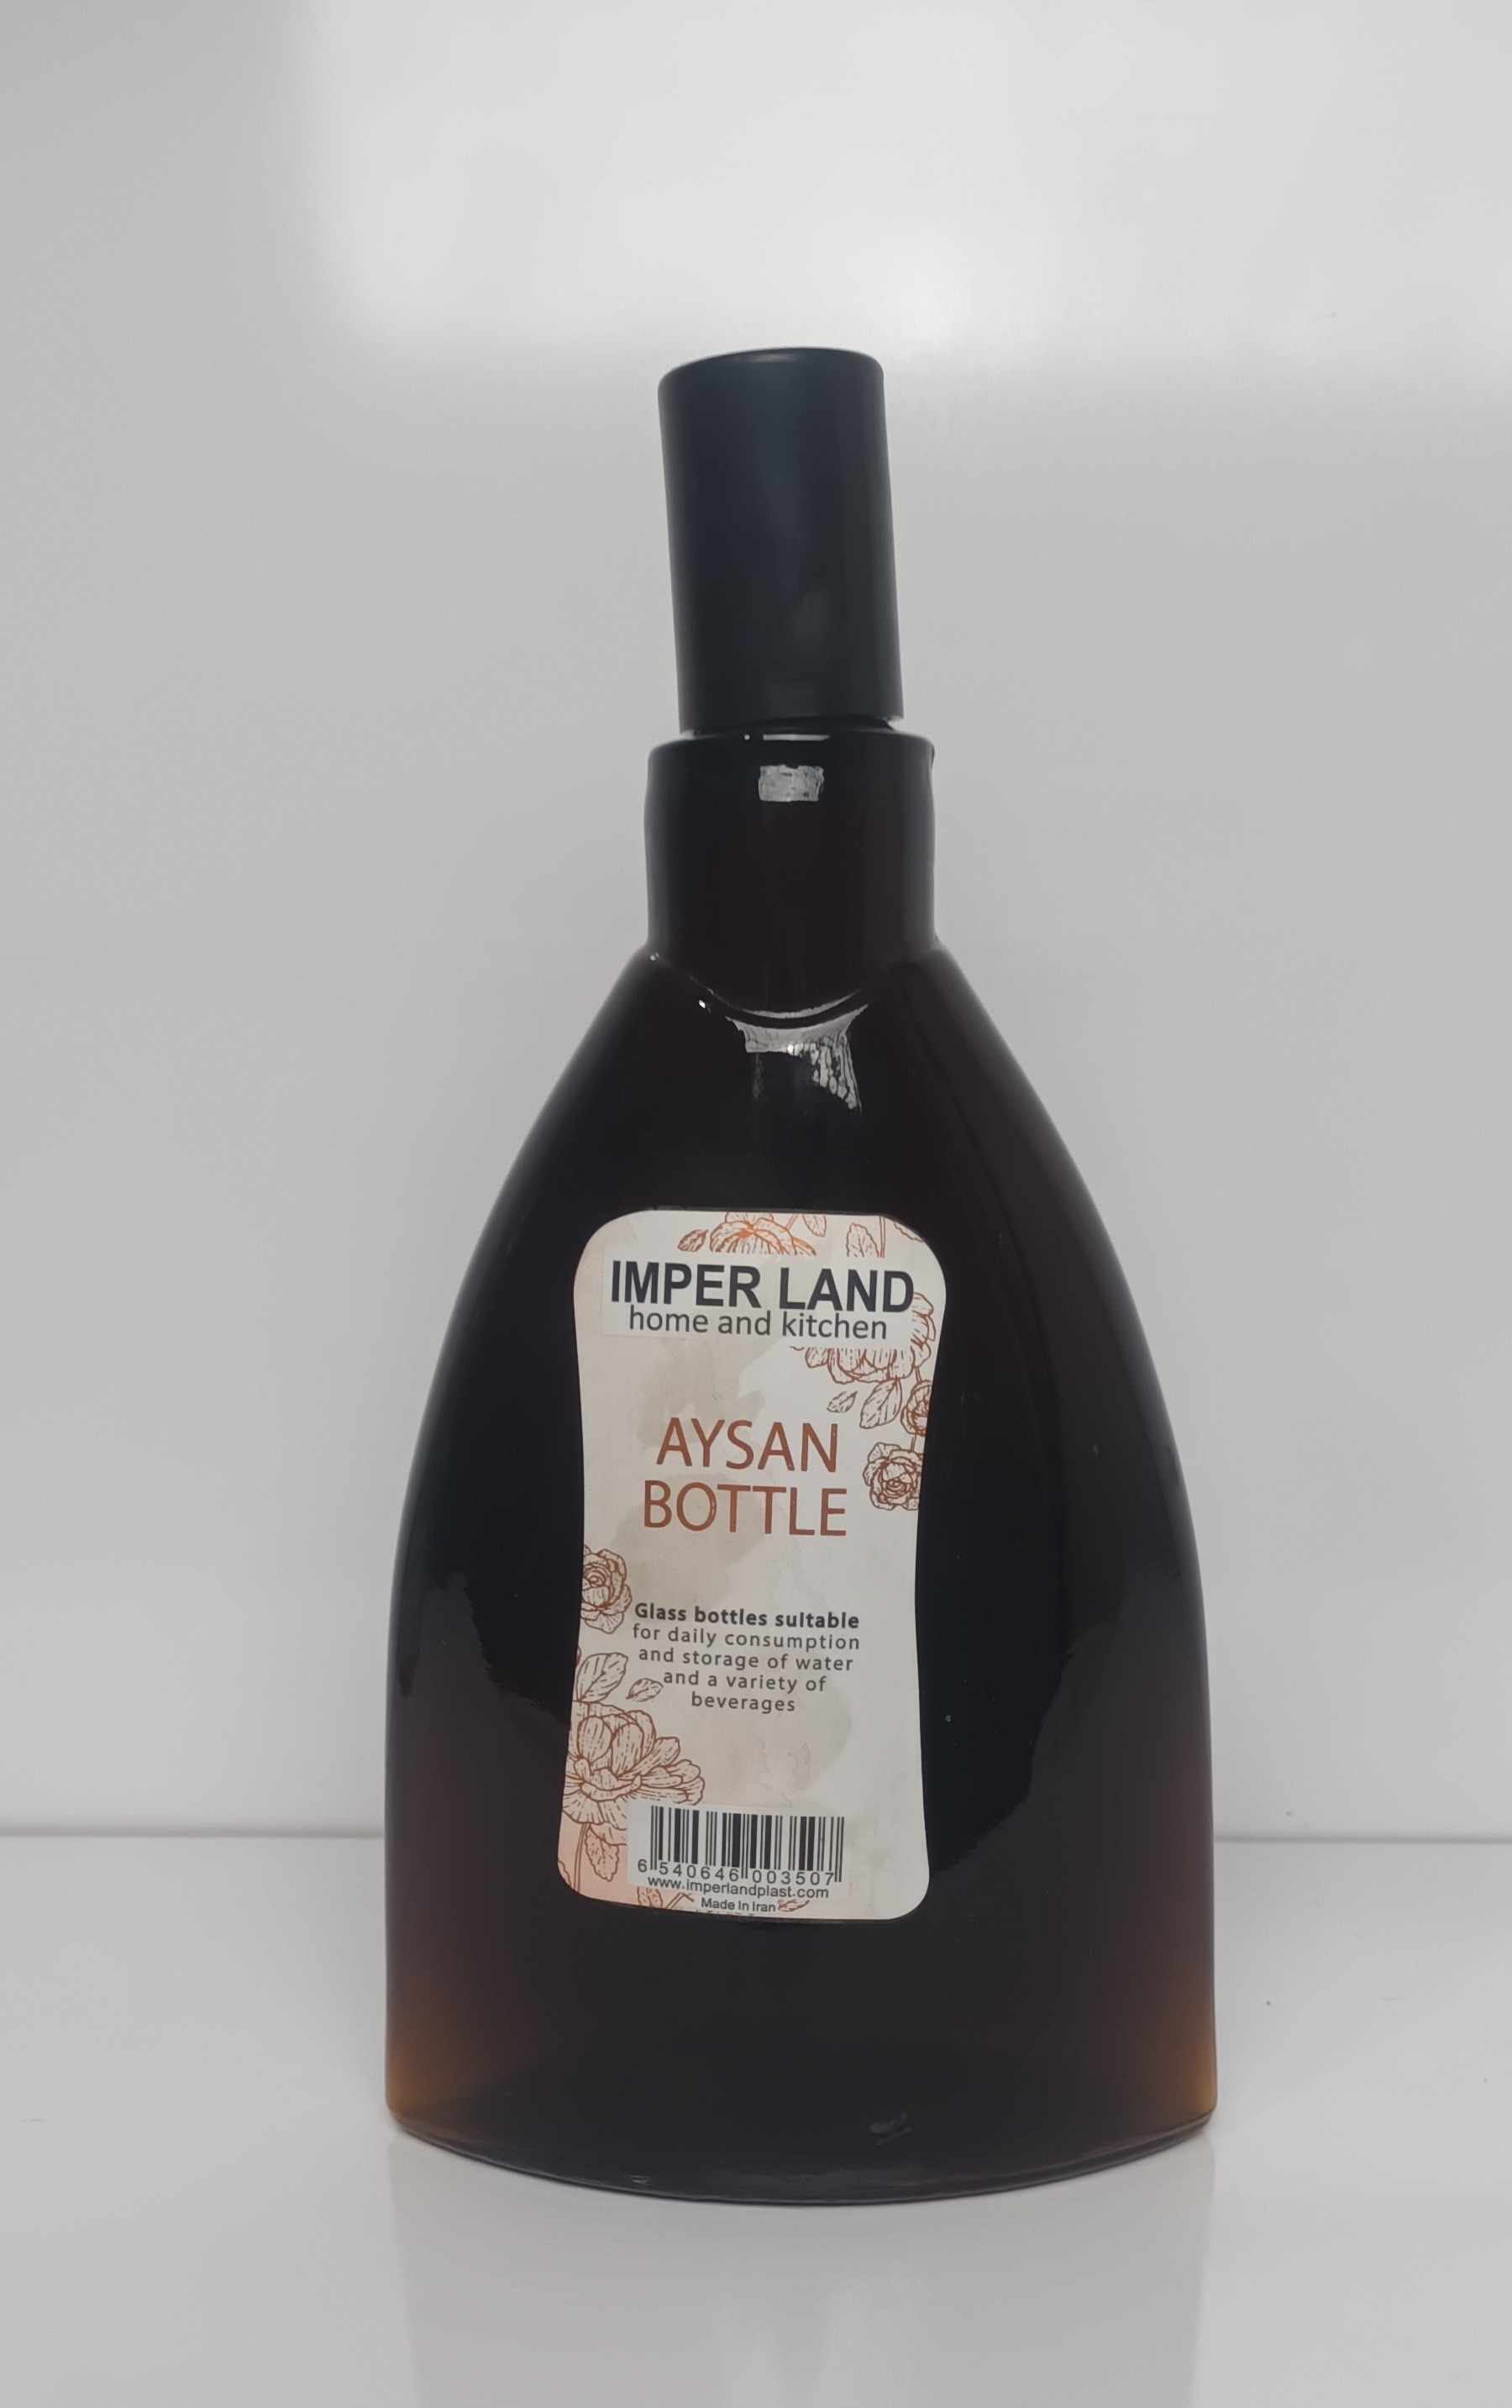 IMPER LAND
home and kitchen
AYSAN
BOTTLE
Glass bottles suitable
for daily consumption
and storage of water
and a variety of
beverages
6 540646 003507
www.imperlandplast.com
Made In Iran